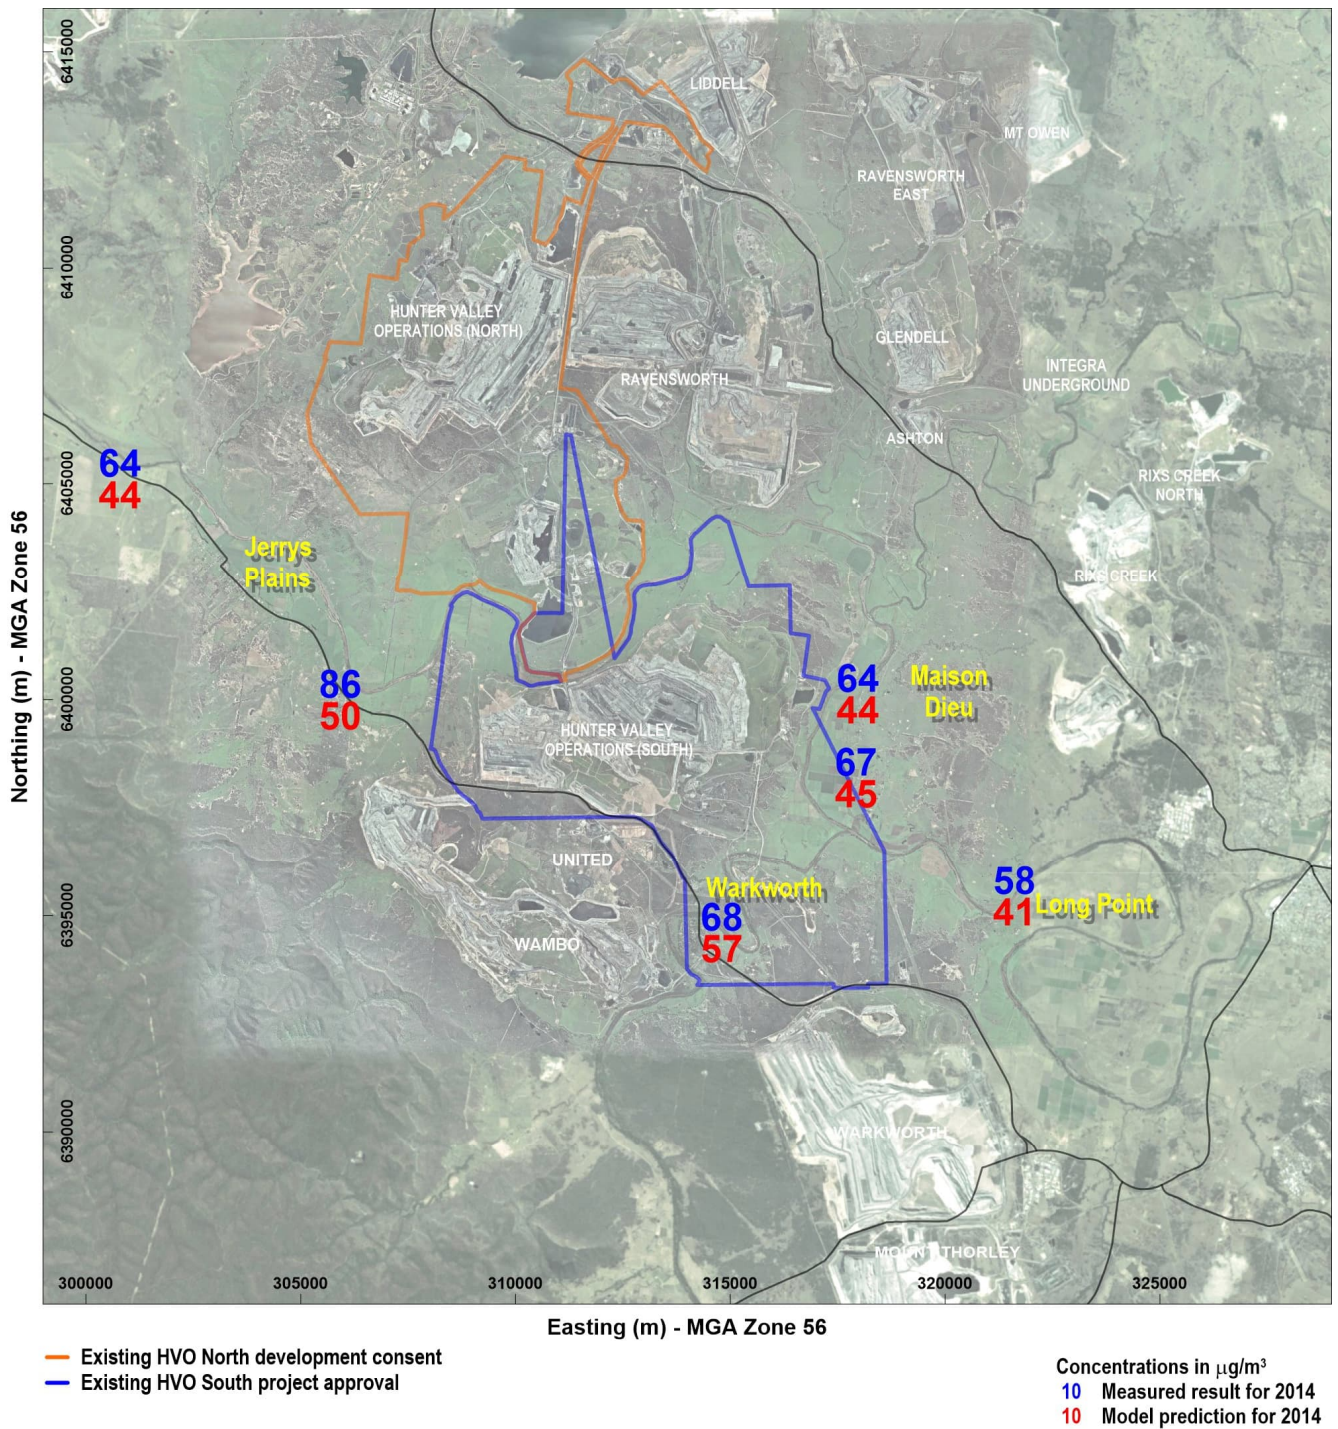 6415000
LIDDELL
MT OWEN
RAVENSWORTH
EAST
6410000
HUNTER VALLEY
OPERATIONS (NORTH)
GLENDELL
INTEGRA
UNDERGROUND
RAVENSWORTH
ASHTON
64
44
6405000
RIXS CREEK
NORTH
Jerrys
Plains
RIXS CREEK
86
50
6400000
64
44
Maison
Dieu
HUNTER VALLEY
OPERATIONS (SOUTH)
67
45
UNITED
Warkworth
68
57
58
41
Long Point
6395000
WAMBO
6390000
WARKWORTH
MOUNT THORLEY
Northing (m) - MGA Zone 56
300000 305000 310000 315000 320000 325000
Easting (m) - MGA Zone 56
Existing HVO North development consent
Existing HVO South project approval
Concentrations in µg/m³
10 Measured result for 2014
10 Model prediction for 2014